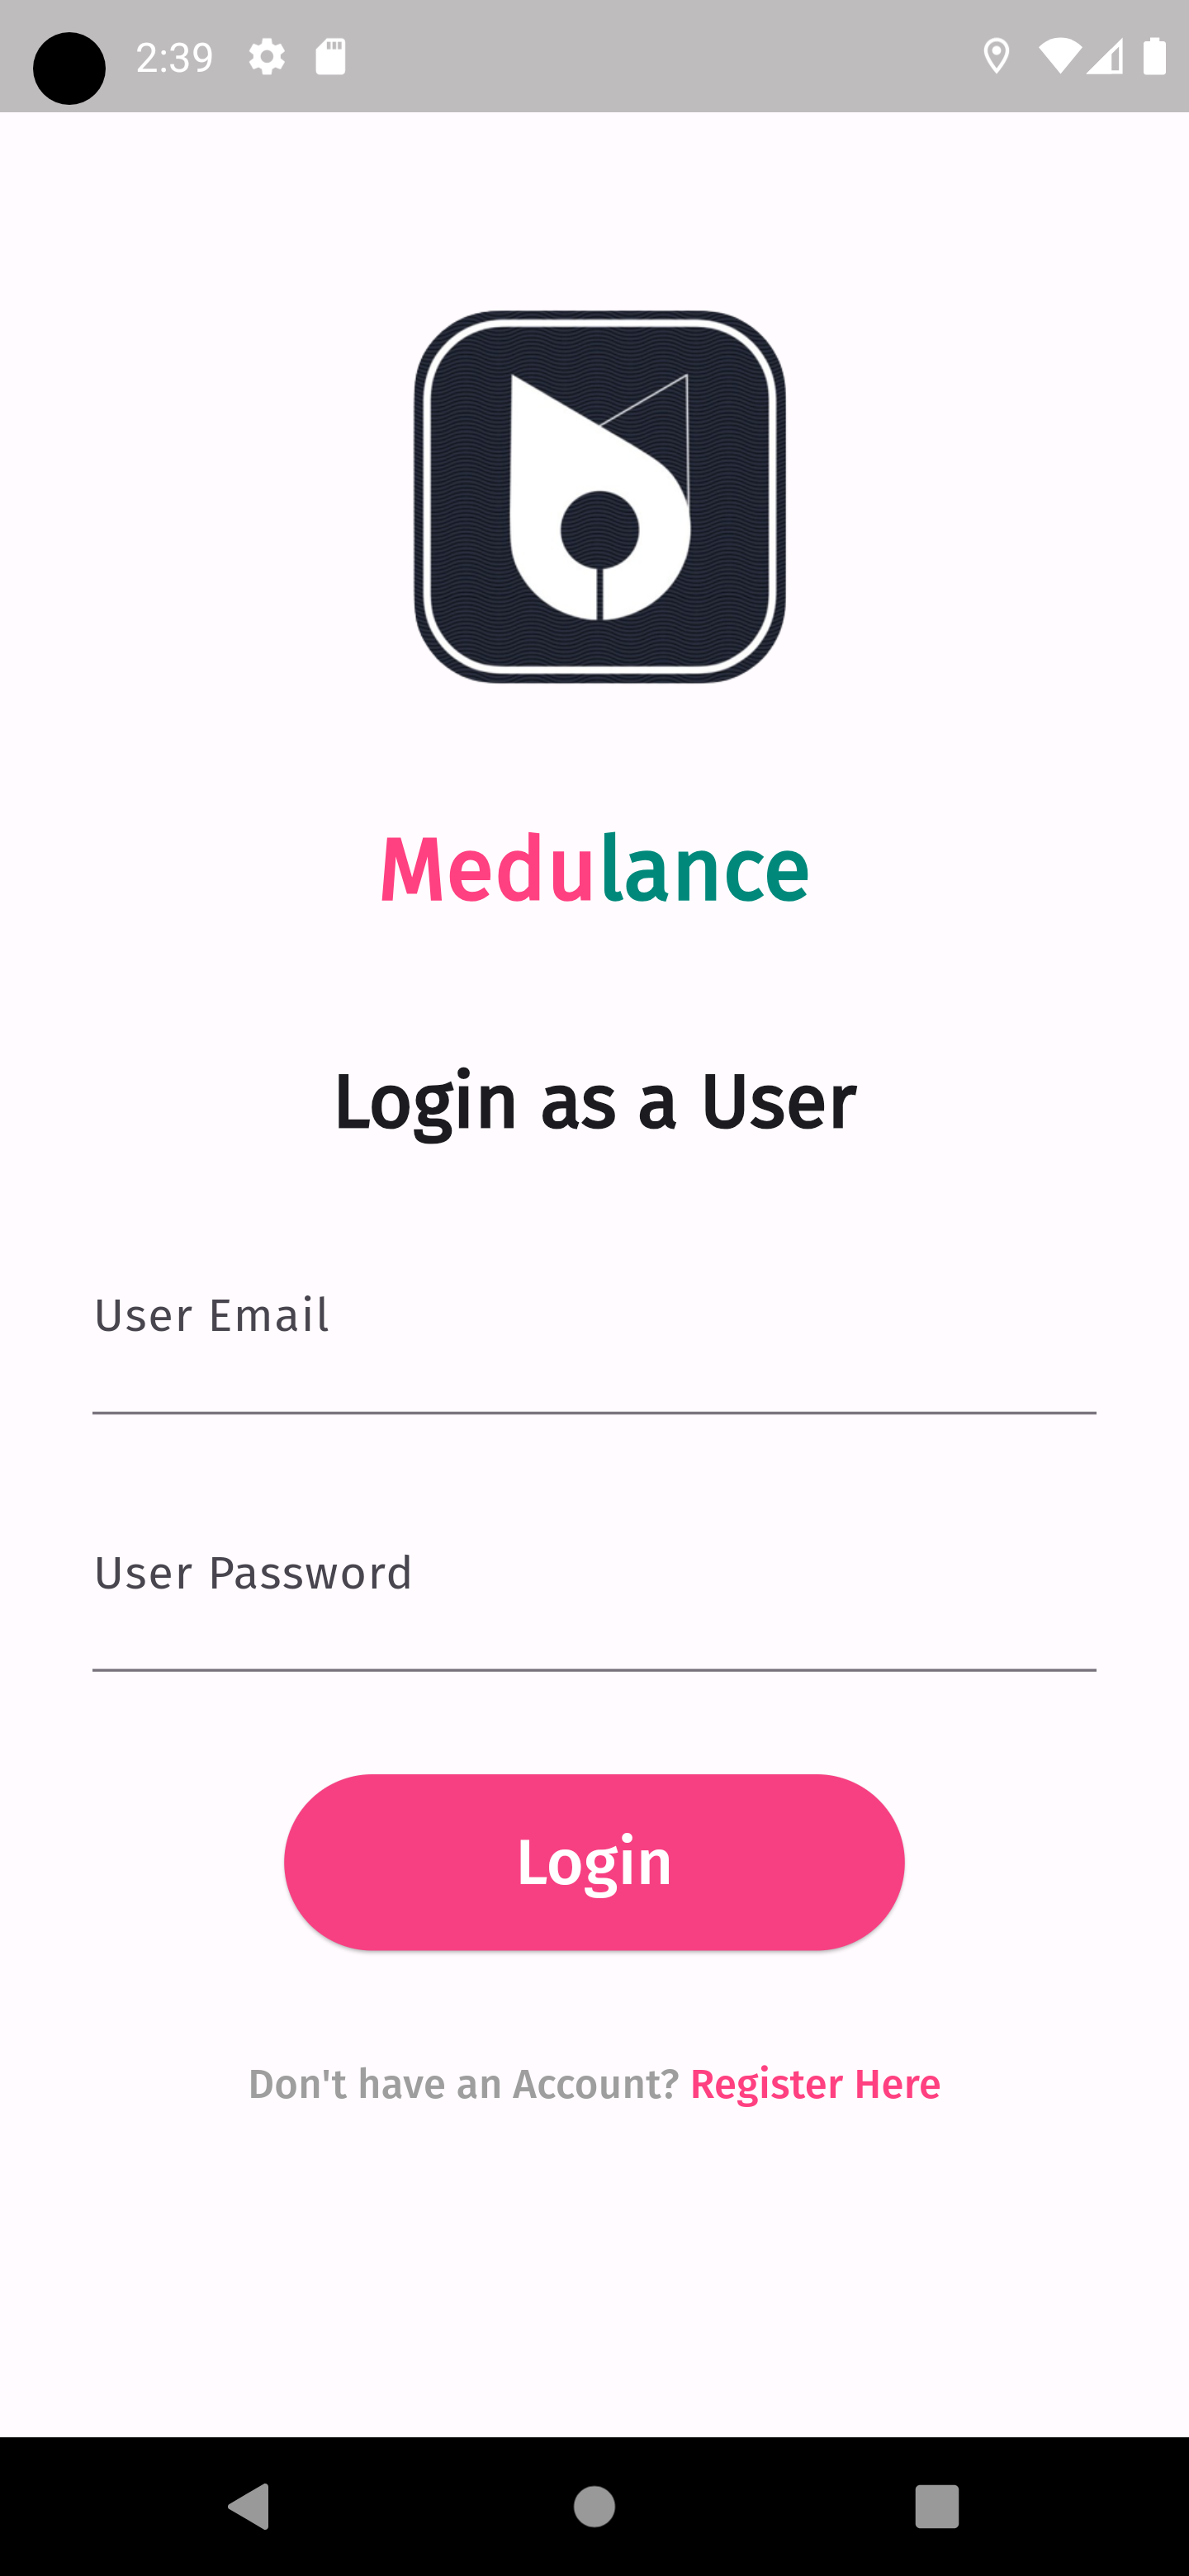 2:39
Medulance
Login as a User
User Email
User Password
Login
Don't have an Account? Register Here